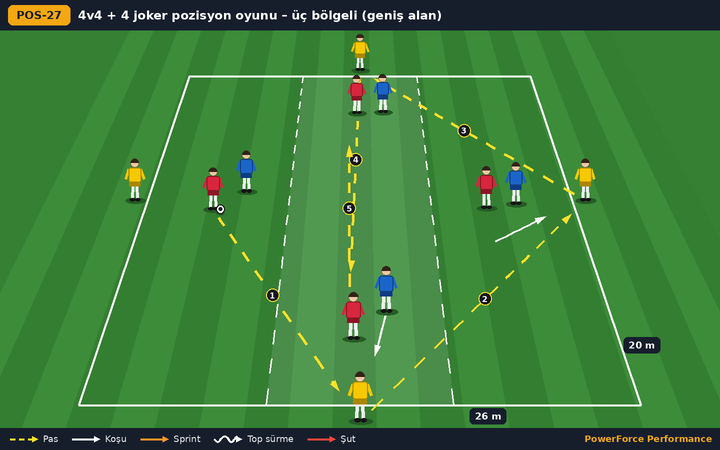 POS-27 4v4 + 4 joker pozisyon oyunu – üç bölgeli (geniş alan)
3
4
5
1
2
20 m
26 m
Pas Koşu Sprint Top sürme Şut PowerForce Performance